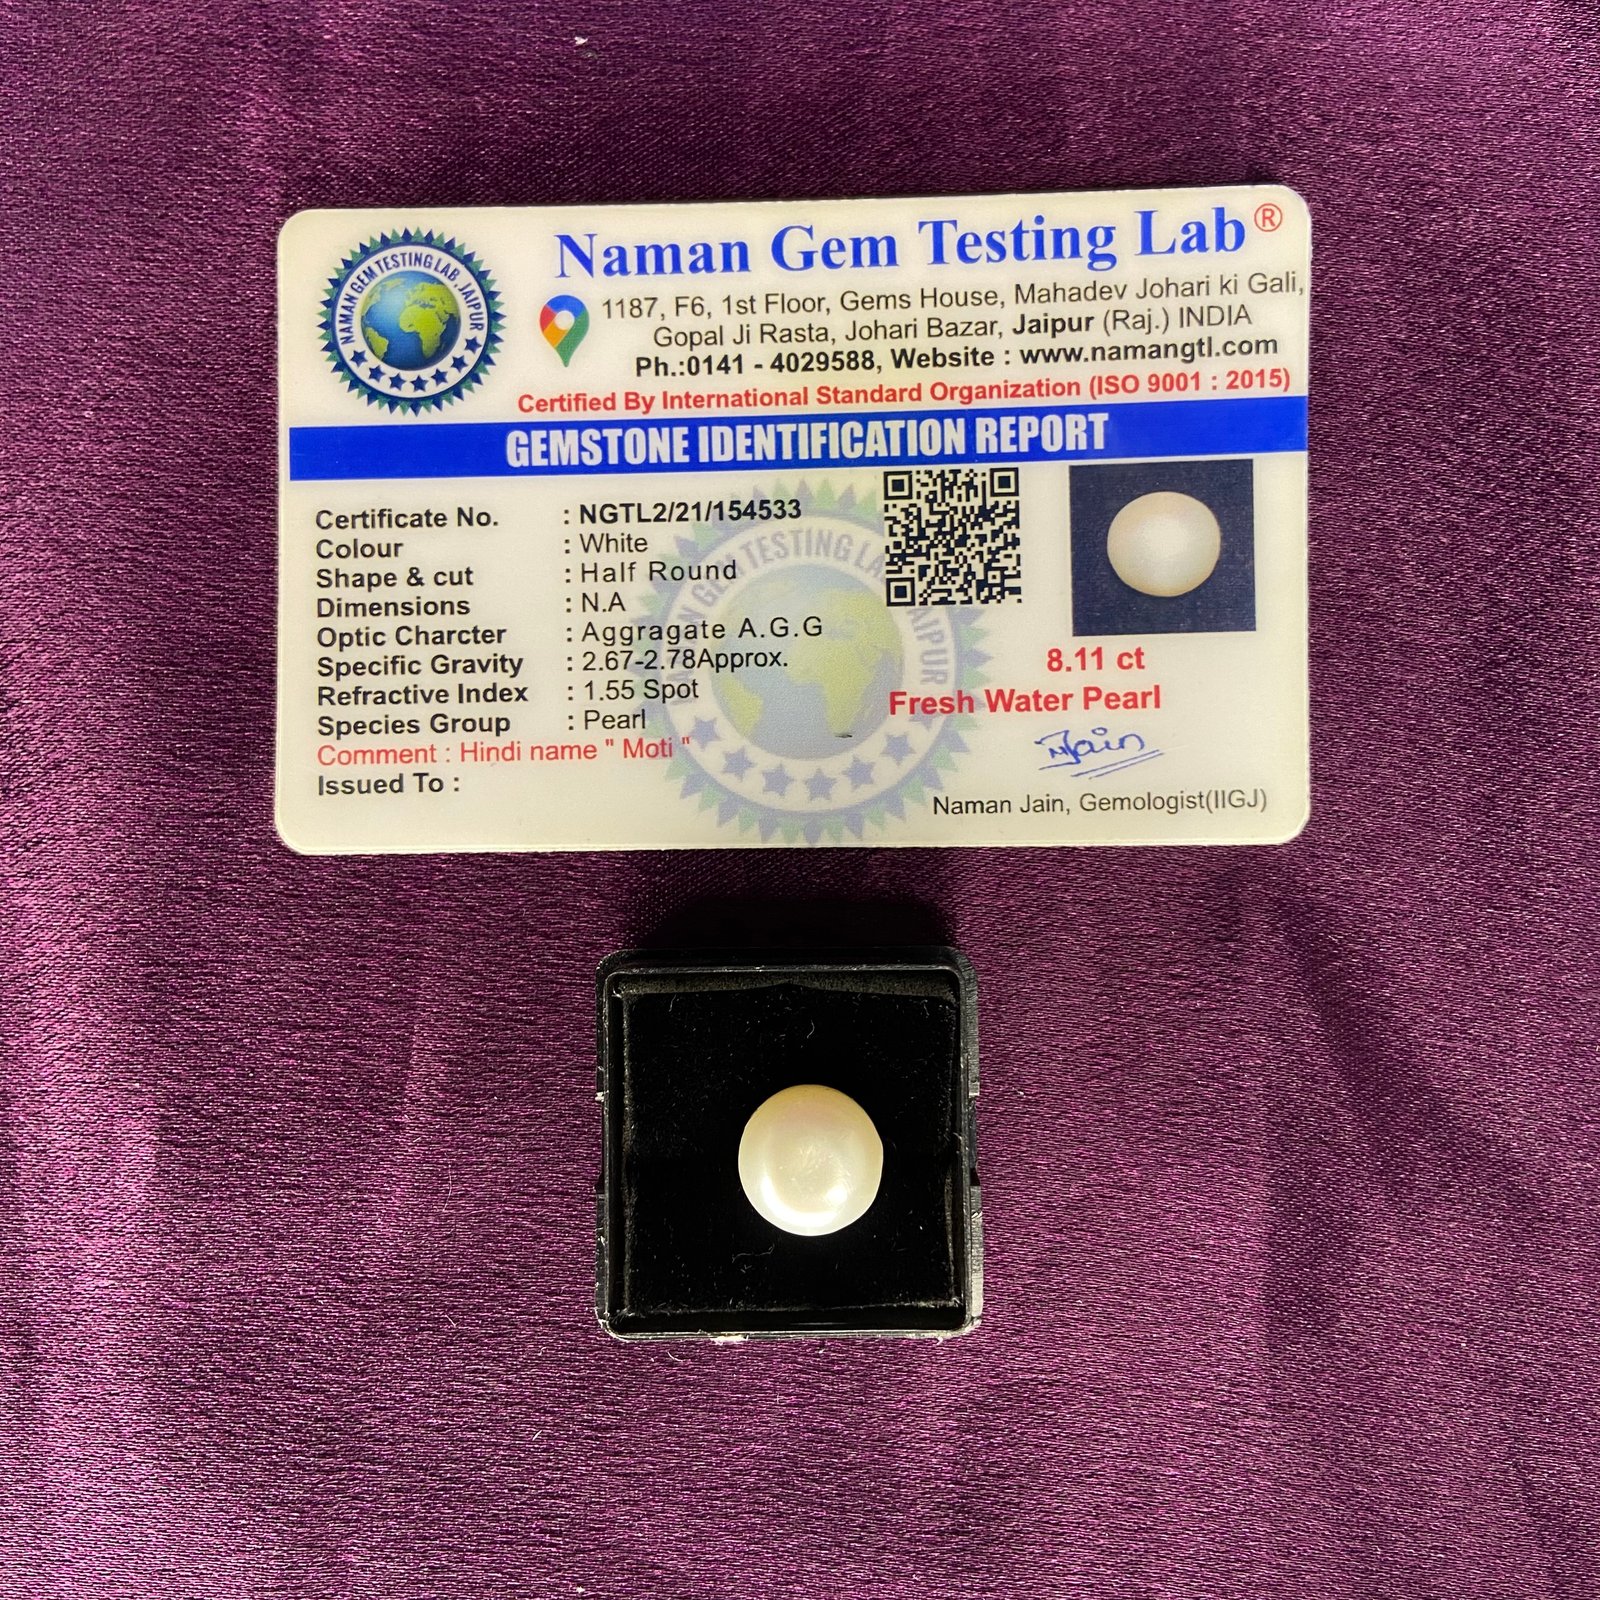 Naman Gem Testing Lab®
NAMAN GEM TESTING LAB, JAIPUR
1187, F6, 1st Floor, Gems House, Mahadev Johari ki Gali,
Gopal Ji Rasta, Johari Bazar, Jaipur (Raj.) INDIA
Ph.:0141 - 4029588, Website : www.namangtl.com
Certified By International Standard Organization (ISO 9001 : 2015)
GEMSTONE IDENTIFICATION REPORT
Certificate No. : NGTL2/21/154533
Colour : White
Shape & cut : Half Round
Dimensions : N.A
Optic Charcter : Aggragate A.G.G
Specific Gravity : 2.67-2.78Approx.
Refractive Index : 1.55 Spot
Species Group : Pearl
Comment : Hindi name " Moti "
Issued To :
8.11 ct
Fresh Water Pearl
NJain
Naman Jain, Gemologist(IIGJ)